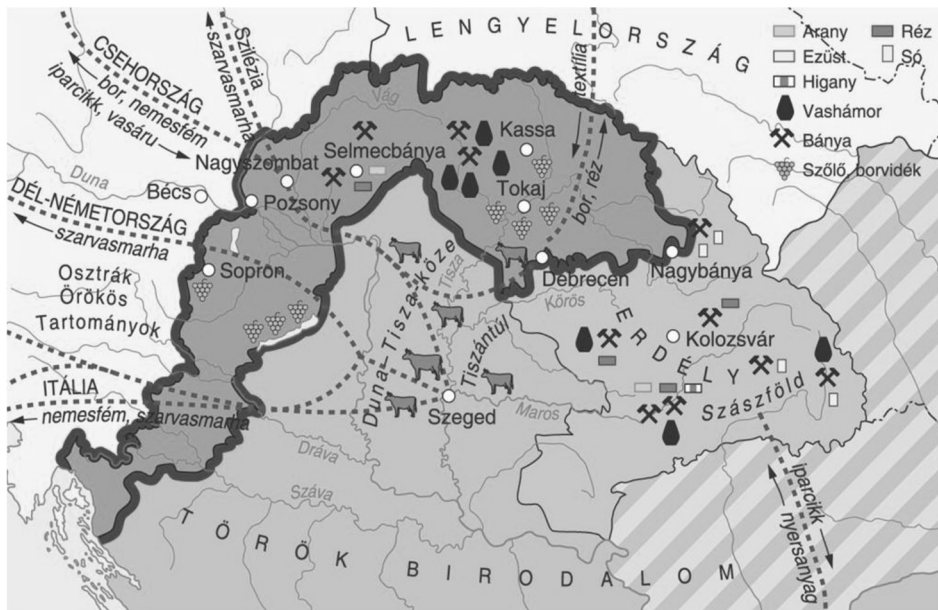 LENGYELORSZÁG
Arany
Réz
Ezüst
Só
Higany
Vashámor
Bánya
Szőlő, borvidék
CSEHORSZÁG
bor, nemesfém
iparcikk, vasáru
Szilézia
szarvasmarha
textília
bor, réz
Vág
Kassa
Selmecbánya
Nagyszombat
Tokaj
Duna
Bécs
Pozsony
DÉL-NÉMETORSZÁG
szarvasmarha
Sopron
Osztrák
Örökös
Tartományok
Duna–Tisza köze
Tisza
Tiszántúl
Debrecen
Nagybánya
Körös
ERDÉLY
Kolozsvár
Szászföld
ITÁLIA
nemesfém, szarvasmarha
Szeged
Maros
Dráva
Száva
iparcikk
nyersanyag
TÖRÖK BIRODALOM